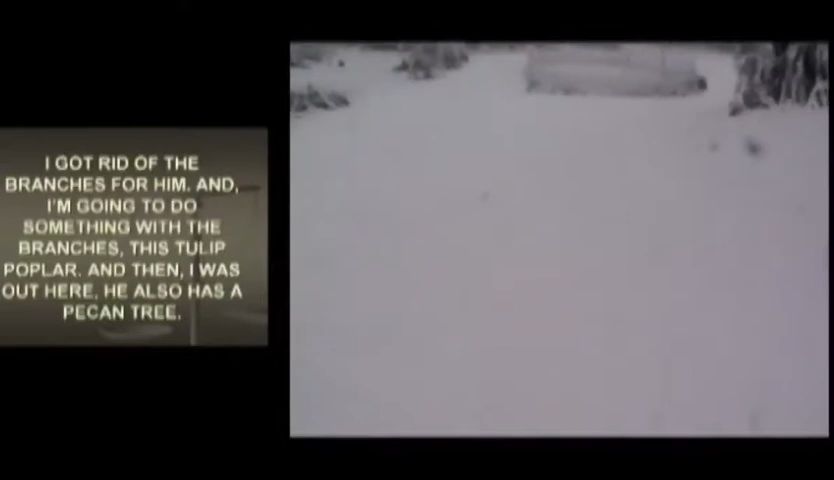 I GOT RID OF THE
BRANCHES FOR HIM. AND,
I'M GOING TO DO
SOMETHING WITH THE
BRANCHES, THIS TULIP
POPLAR. AND THEN, I WAS
OUT HERE. HE ALSO HAS A
PECAN TREE.